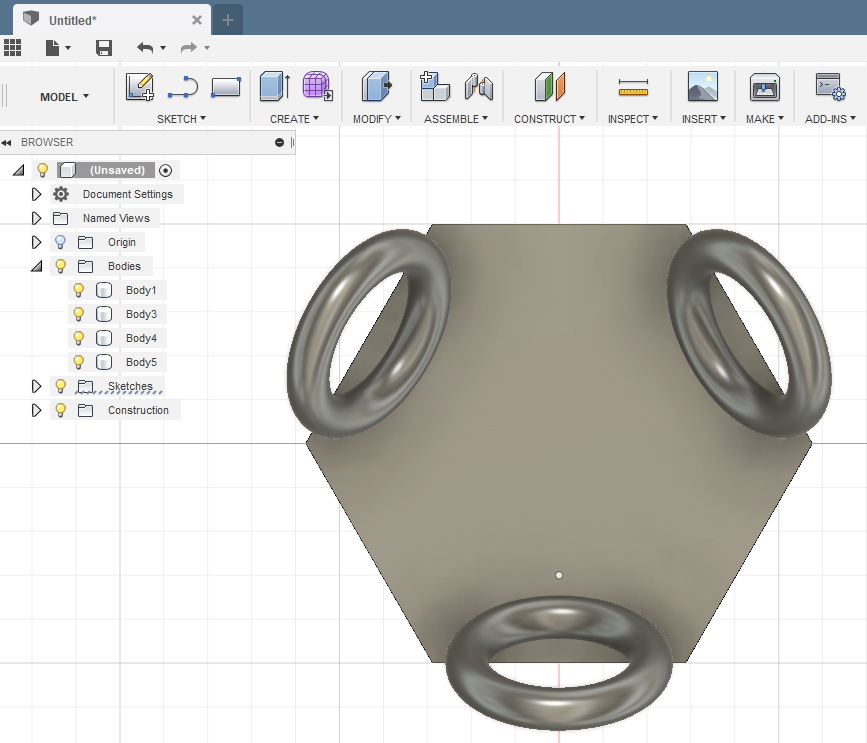 Untitled*
MODEL
SKETCH
CREATE
MODIFY
ASSEMBLE
CONSTRUCT
INSPECT
INSERT
MAKE
ADD-INS
BROWSER
(Unsaved)
Document Settings
Named Views
Origin
Bodies
Body1
Body3
Body4
Body5
Sketches
Construction